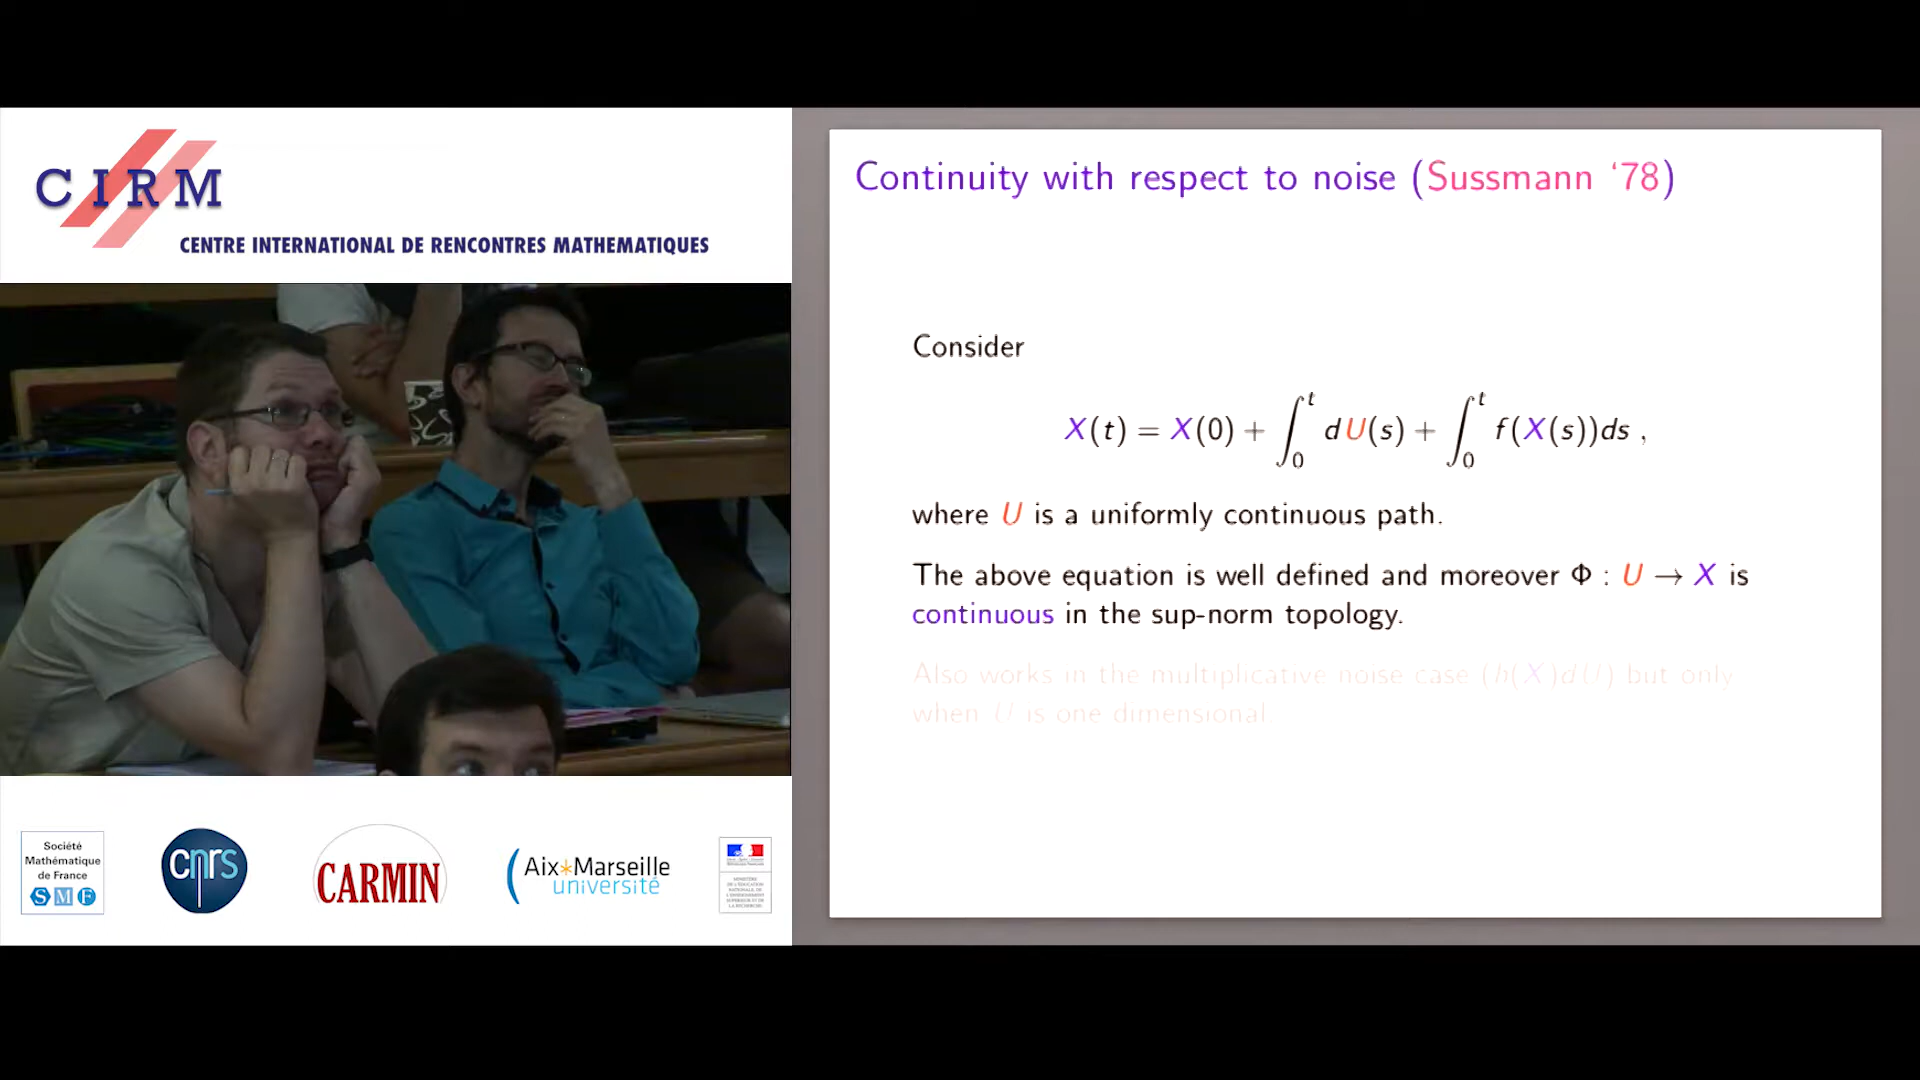 CIRM
CENTRE INTERNATIONAL DE RENCONTRES MATHEMATIQUES
Société
Mathématique
de France
SMF
cnrs
CARMIN
Aix*Marseille
université
Continuity with respect to noise (Sussmann ‘78)
Consider
X(t) = X(0) + ∫₀ᵗ dU(s) + ∫₀ᵗ f(X(s))ds ,
where U is a uniformly continuous path.
The above equation is well defined and moreover Φ : U → X is
continuous in the sup-norm topology.
Also works in the multiplicative noise case (h(X)dU) but only
when U is one dimensional.